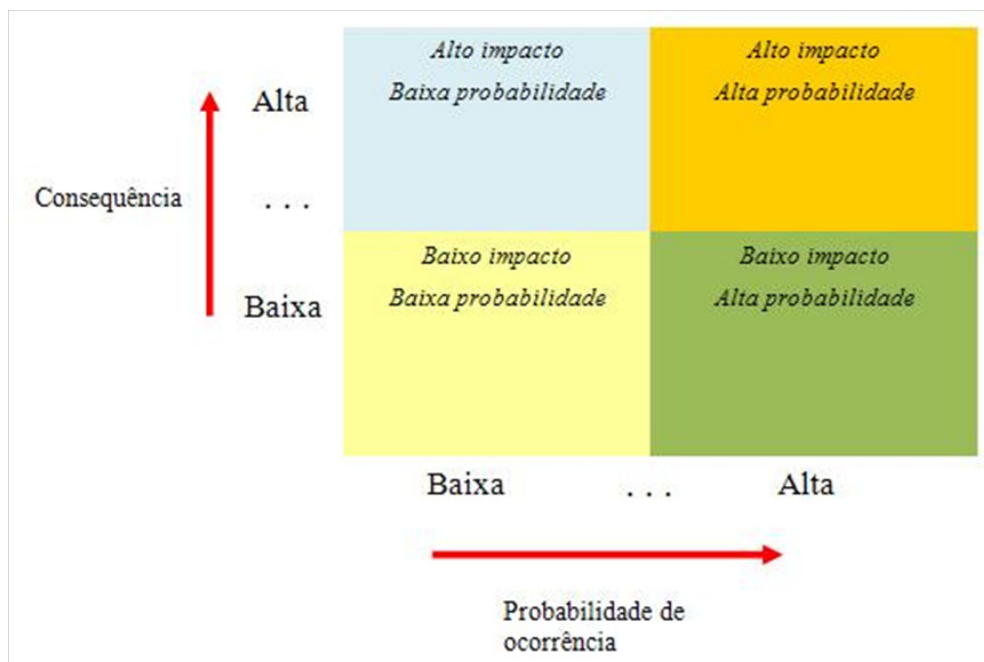 Alto impacto
Baixa probabilidade
Alto impacto
Alta probabilidade
Alta
Consequência
. . .
Baixo impacto
Baixa probabilidade
Baixo impacto
Alta probabilidade
Baixa
Baixa . . . Alta
Probabilidade de
ocorrência